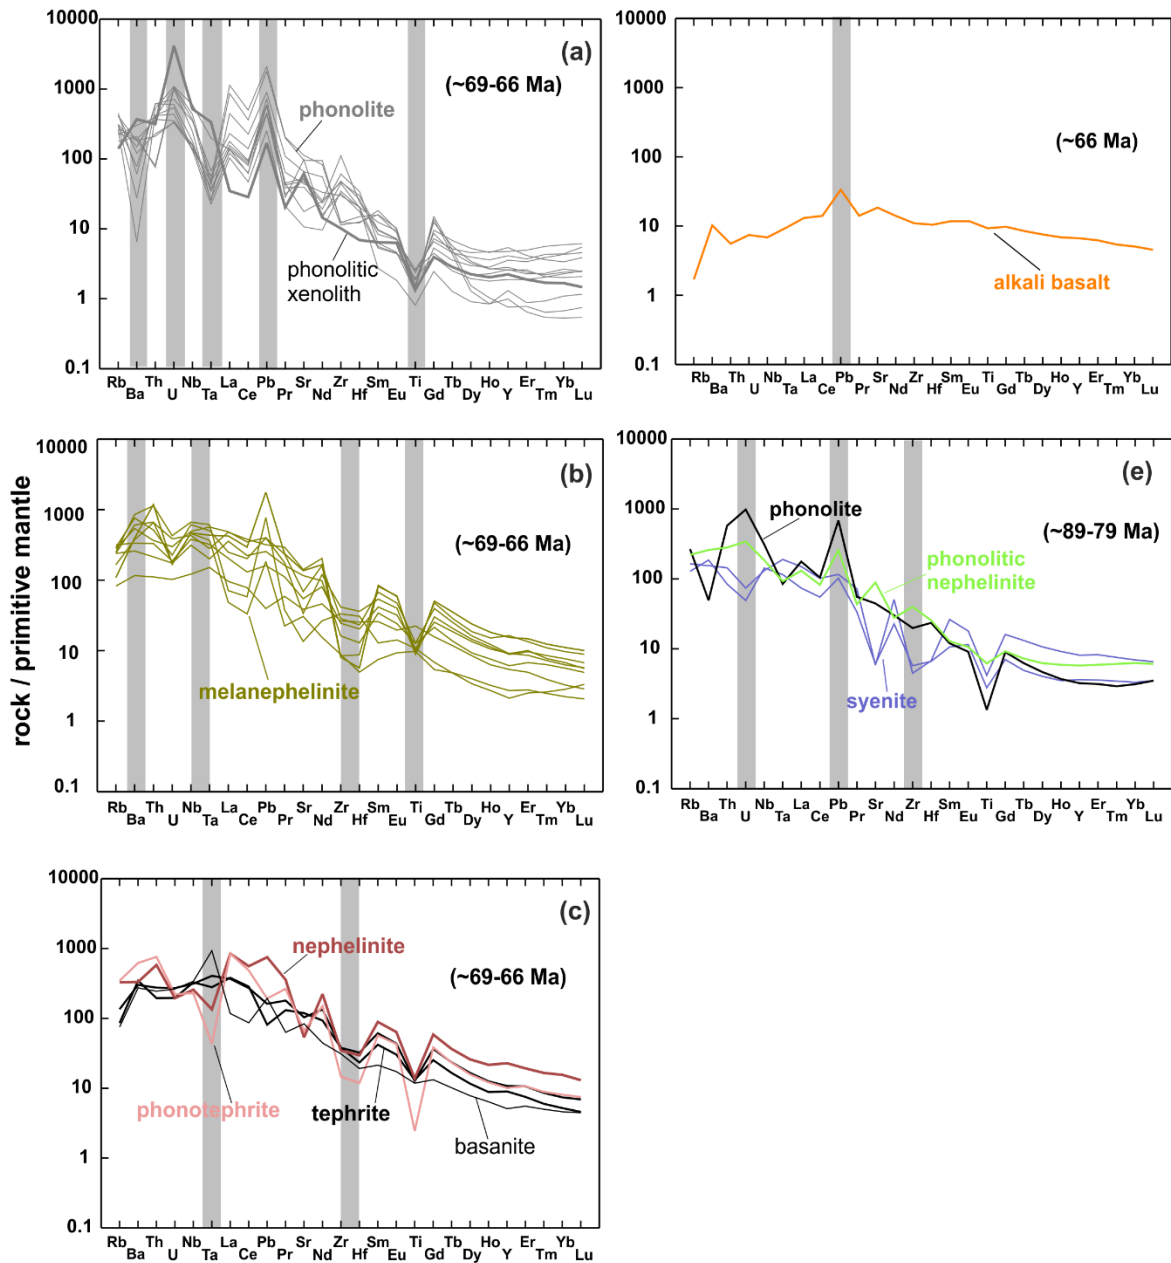 10000
1000
100
10
1
0.1
(a)
(~69-66 Ma)
phonolite
phonolitic
xenolith
Rb Th Nb La Pb Sr Zr Sm Ti Tb Ho Er Yb
Ba U Ta Ce Pr Nd Hf Eu Gd Dy Y Tm Lu
10000
1000
100
10
1
0.1
(~66 Ma)
alkali basalt
Rb Th Nb La Pb Sr Zr Sm Ti Tb Ho Er Yb
Ba U Ta Ce Pr Nd Hf Eu Gd Dy Y Tm Lu
rock / primitive mantle
10000
1000
100
10
1
0.1
(b)
(~69-66 Ma)
melanephelinite
Rb Th Nb La Pb Sr Zr Sm Ti Tb Ho Er Yb
Ba U Ta Ce Pr Nd Hf Eu Gd Dy Y Tm Lu
10000
1000
100
10
1
0.1
(e)
phonolite
(~89-79 Ma)
phonolitic
nephelinite
syenite
Rb Th Nb La Pb Sr Zr Sm Ti Tb Ho Er Yb
Ba U Ta Ce Pr Nd Hf Eu Gd Dy Y Tm Lu
10000
1000
100
10
1
0.1
(c)
nephelinite
(~69-66 Ma)
phonotephrite
tephrite
basanite
Rb Th Nb La Pb Sr Zr Sm Ti Tb Ho Er Yb
Ba U Ta Ce Pr Nd Hf Eu Gd Dy Y Tm Lu